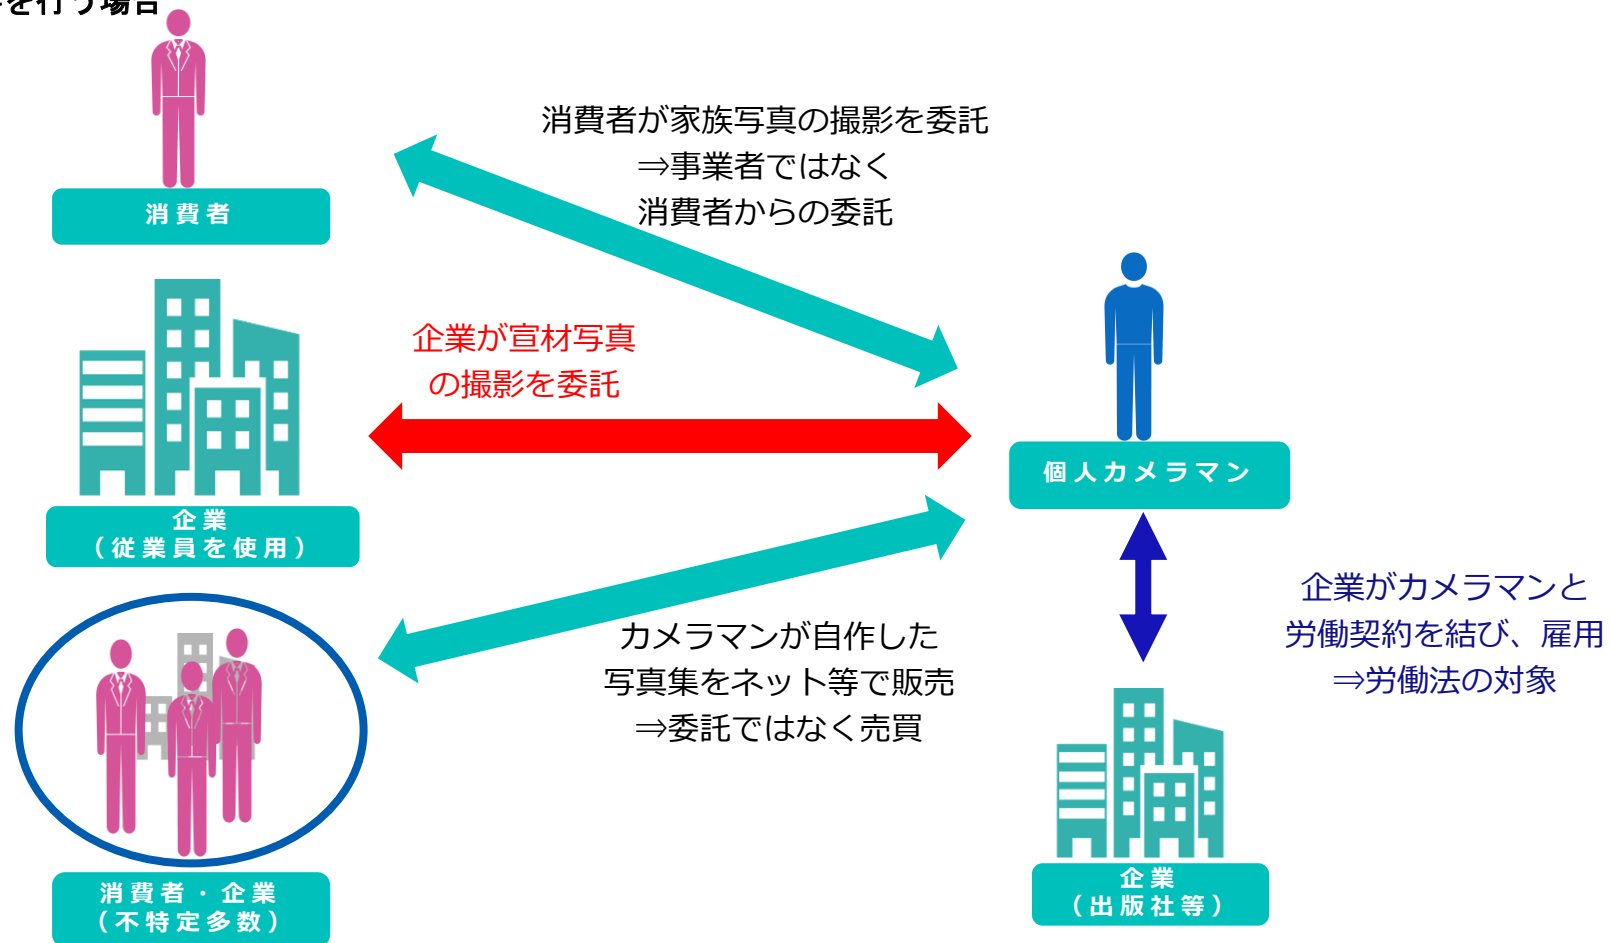 を行う場合
消費者が家族写真の撮影を委託
⇒事業者ではなく
消費者からの委託
消費者
企業が宣材写真
の撮影を委託
個人カメラマン
企業
（従業員を使用）
カメラマンが自作した
写真集をネット等で販売
⇒委託ではなく売買
企業がカメラマンと
労働契約を結び、雇用
⇒労働法の対象
消費者・企業
（不特定多数）
企業
（出版社等）